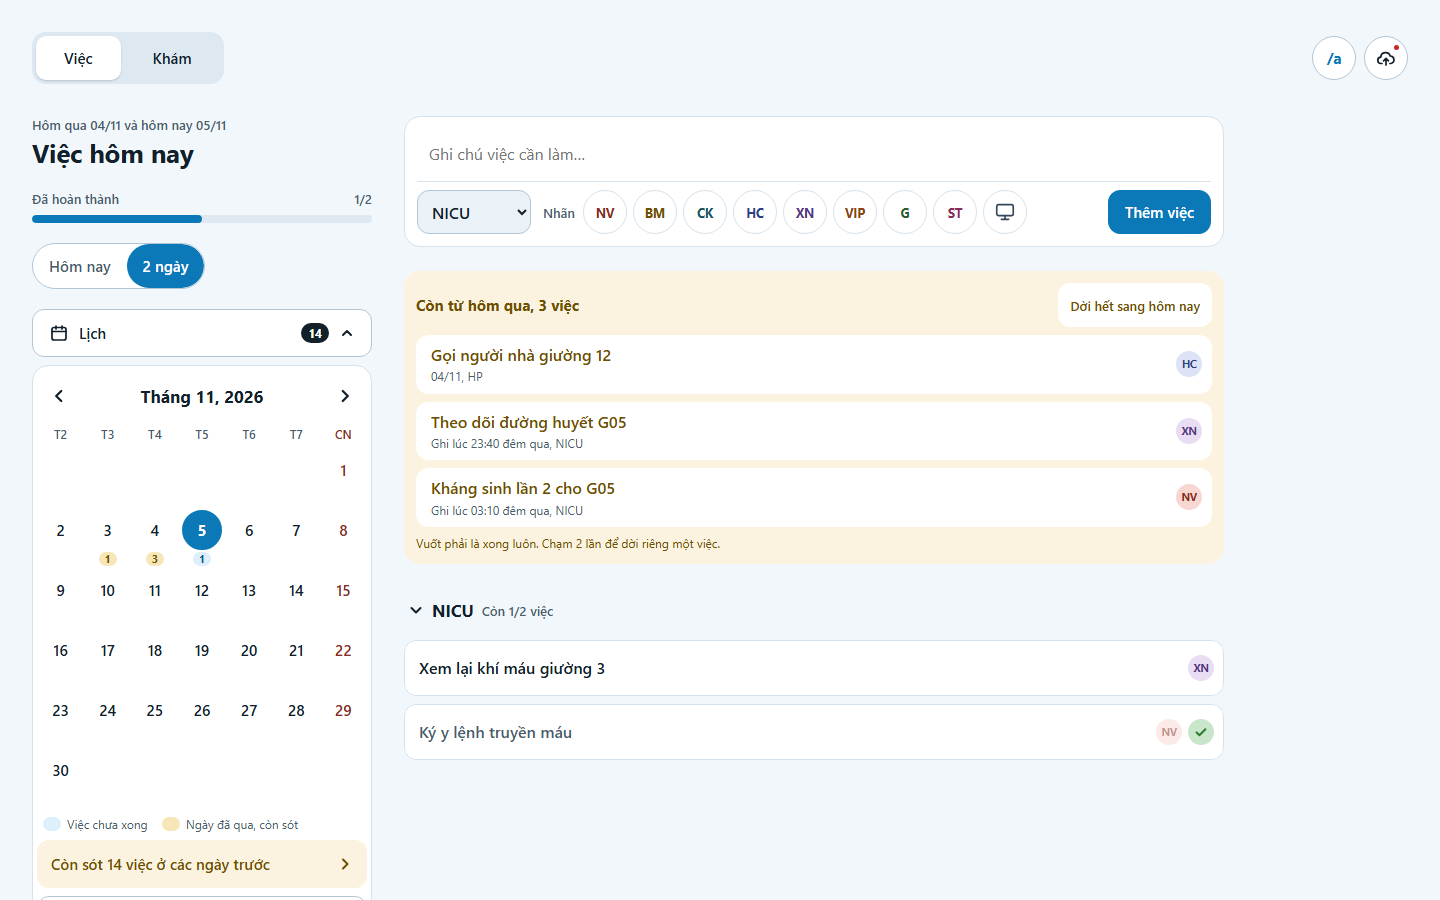 Việc Khám /a
Hôm qua 04/11 và hôm nay 05/11
Việc hôm nay
Đã hoàn thành 1/2
Hôm nay 2 ngày
Lịch 14
Tháng 11, 2026
T2 T3 T4 T5 T6 T7 CN
1
2 3 4 5 6 7 8
1 3 1
9 10 11 12 13 14 15
16 17 18 19 20 21 22
23 24 25 26 27 28 29
30
Việc chưa xong Ngày đã qua, còn sót
Còn sót 14 việc ở các ngày trước
Ghi chú việc cần làm...
NICU Nhãn NV BM CK HC XN VIP G ST Thêm việc
Còn từ hôm qua, 3 việc Dời hết sang hôm nay
Gọi người nhà giường 12
04/11, HP HC
Theo dõi đường huyết G05
Ghi lúc 23:40 đêm qua, NICU XN
Kháng sinh lần 2 cho G05
Ghi lúc 03:10 đêm qua, NICU NV
Vuốt phải là xong luôn. Chạm 2 lần để dời riêng một việc.
NICU Còn 1/2 việc
Xem lại khí máu giường 3 XN
Ký y lệnh truyền máu NV